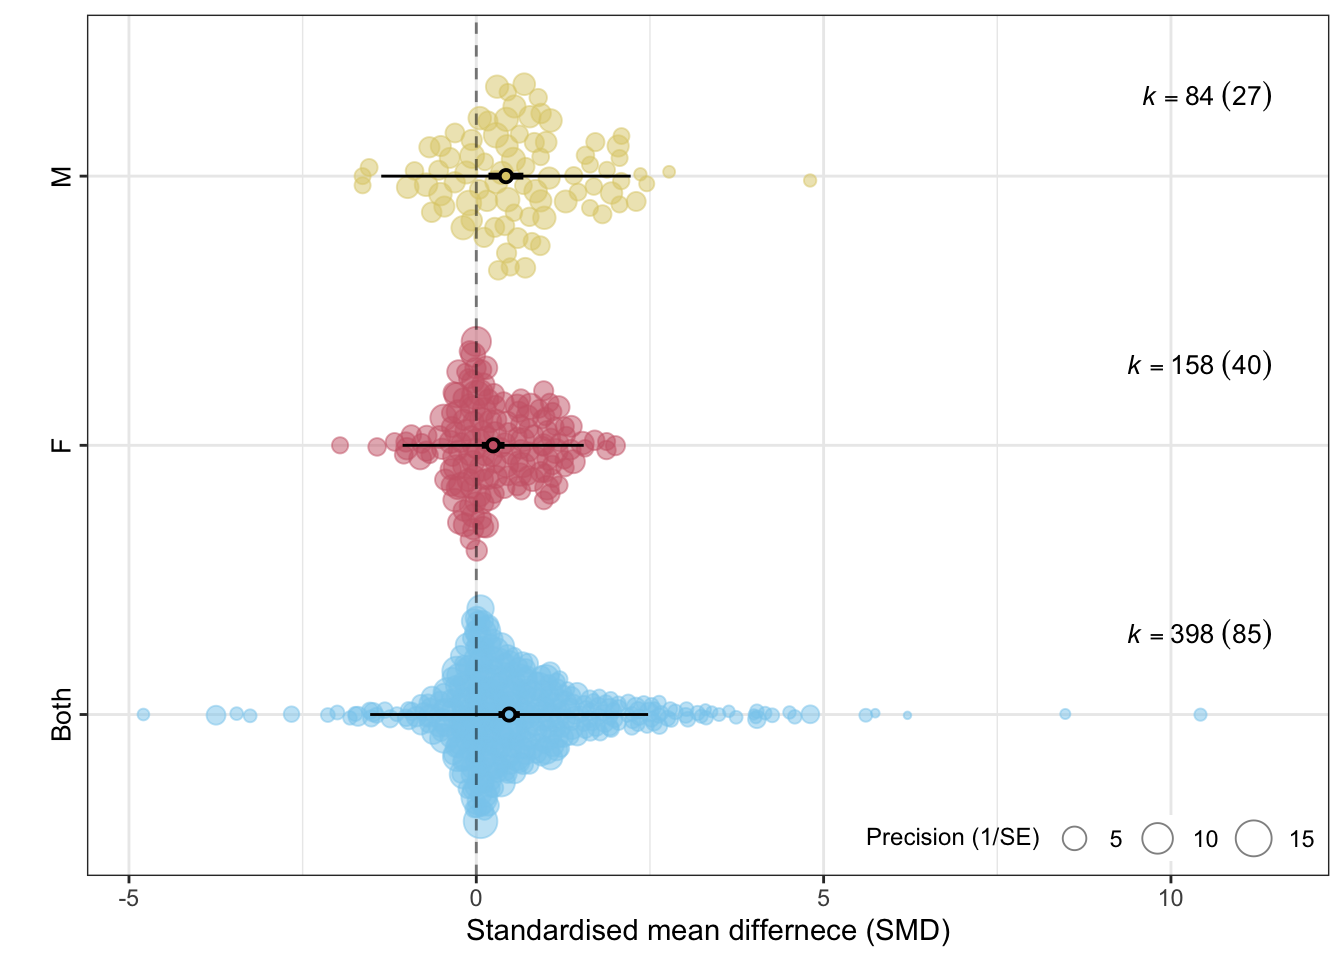 M
k = 84 (27)
F
k = 158 (40)
Both
k = 398 (85)
Precision (1/SE) 5 10 15
-5 0 5 10
Standardised mean differnece (SMD)